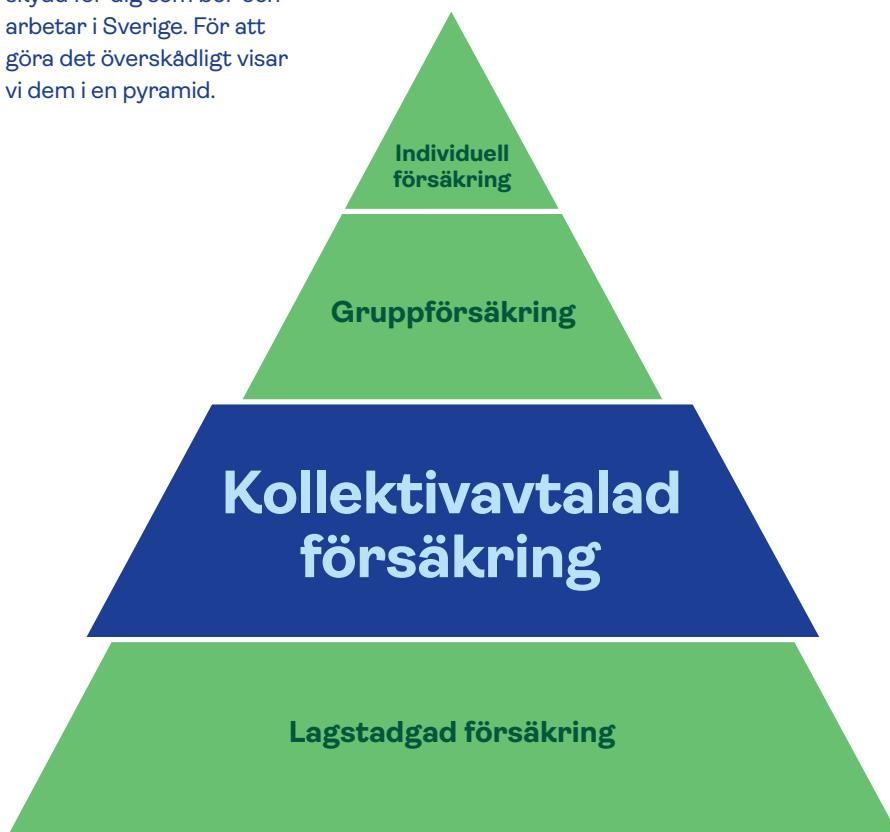 arbetar i Sverige. För att
göra det överskådligt visar
vi dem i en pyramid.
Individuell
försäkring
Gruppförsäkring
Kollektivavtalad
försäkring
Lagstadgad försäkring